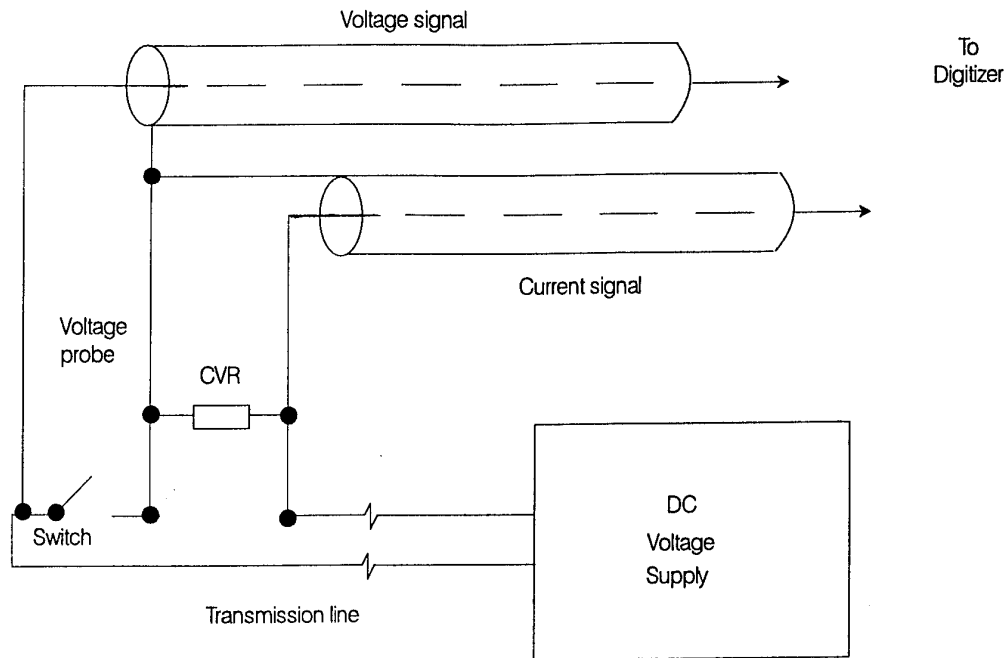 Voltage signal
To
Digitizer
Current signal
Voltage
probe
CVR
Switch
DC
Voltage
Supply
Transmission line